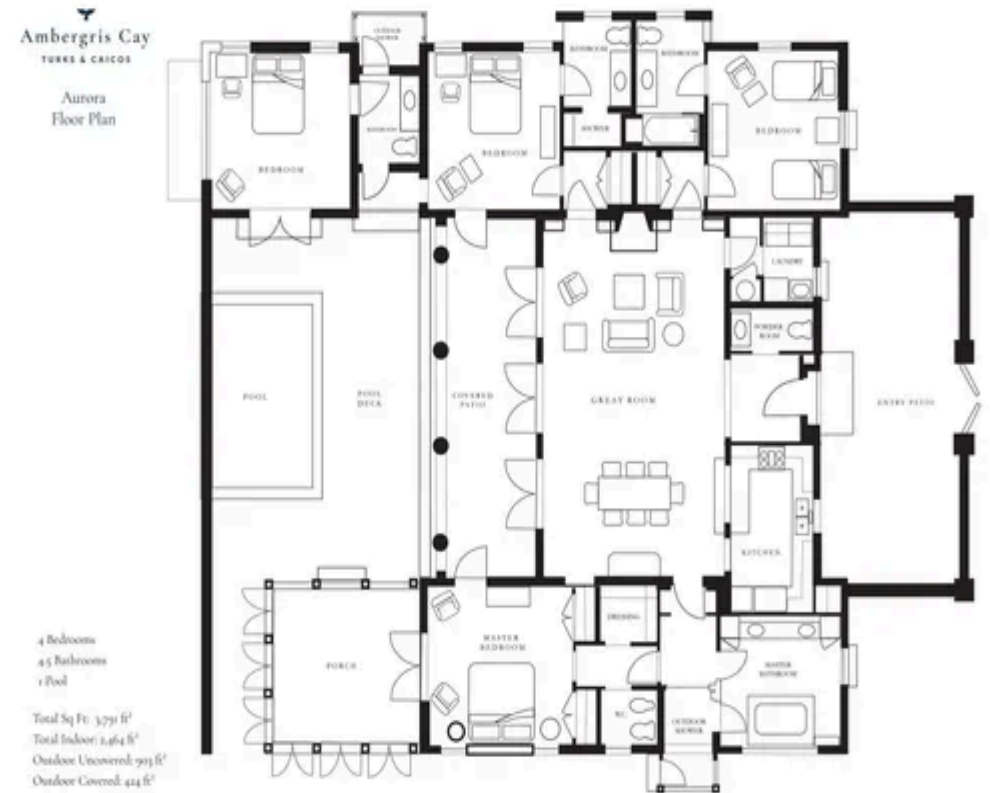 Ambergris Cay
TURKS & CAICOS
Aurora
Floor Plan
OUTDOOR
SHOWER
BEDROOM
BATHROOM
BEDROOM
BATHROOM
SHOWER
BATHROOM
BEDROOM
LAUNDRY
POWDER
ROOM
POOL
POOL
DECK
COVERED
PATIO
GREAT ROOM
ENTRY PATIO
KITCHEN
PORCH
MASTER
BEDROOM
DRESSING
W.C.
OUTDOOR
SHOWER
MASTER
BATHROOM
4 Bedrooms
4.5 Bathrooms
1 Pool
Total Sq Ft: 3,791 ft²
Total Indoor: 2,464 ft²
Outdoor Uncovered: 903 ft²
Outdoor Covered: 424 ft²